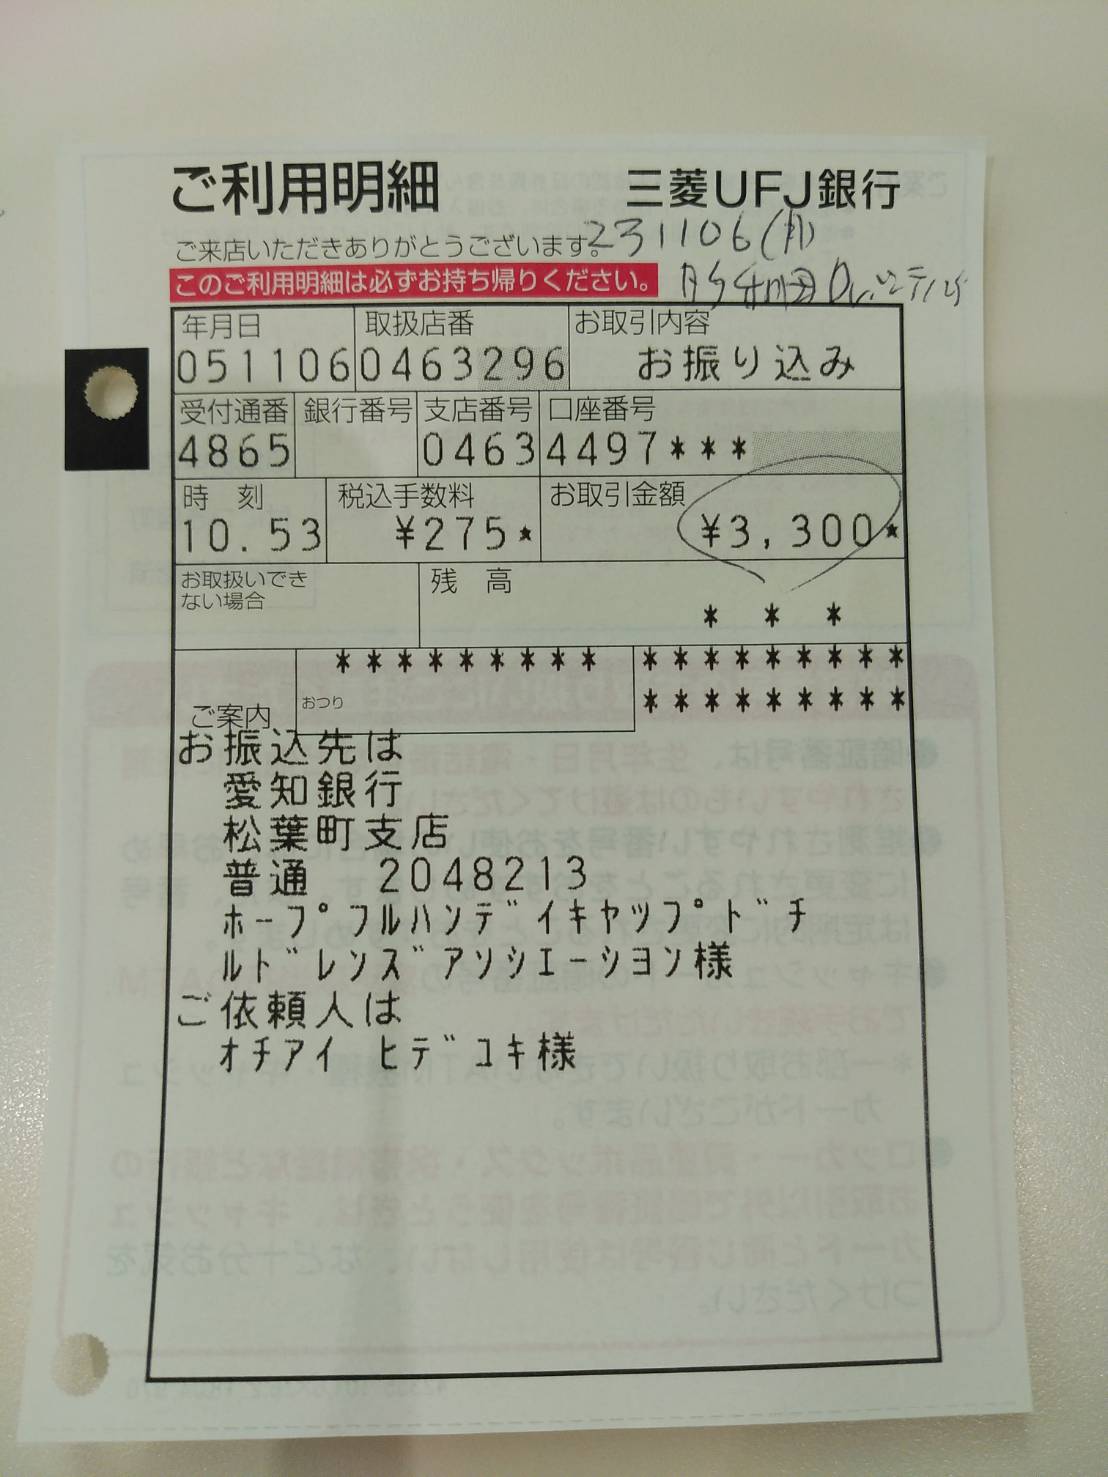 ご利用明細 三菱UFJ銀行
ご来店いただきありがとうございます。231106(月)
このご利用明細は必ずお持ち帰りください。
年月日 取扱店番 お取引内容
051106 0463296 お振り込み
受付通番 銀行番号 支店番号 口座番号
4865 0463 4497***
時 刻 税込手数料 お取引金額
10.53 ¥275* ¥3,300*
お取扱いでき 残 高
ない場合
* * *
********* *********
おつり *********
ご案内
お振込先は
愛知銀行
松葉町支店
普通 2048213
ホープフルハンディキャップドチ
ルドレンズアソシエーション様
ご依頼人は
オチアイ ヒデユキ様